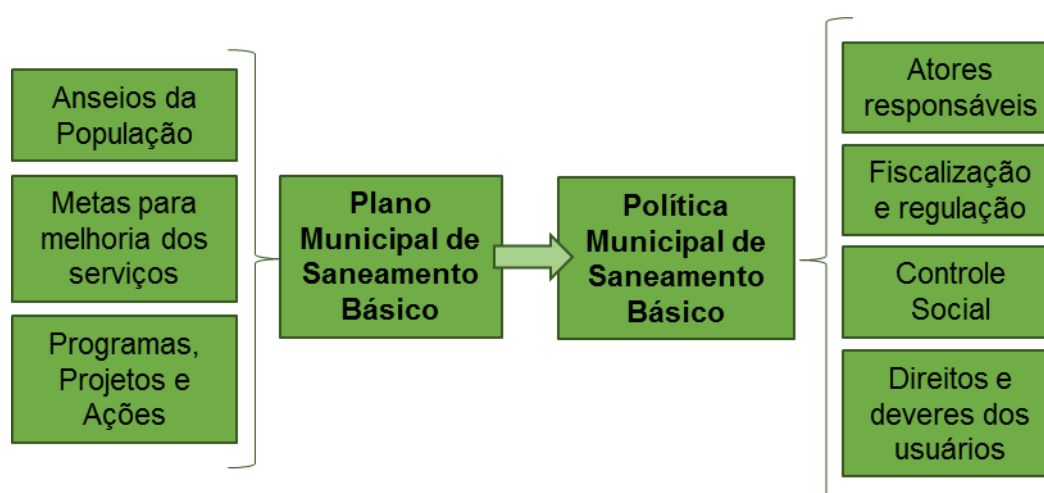 Anseios da
População
Metas para
melhoria dos
serviços
Programas,
Projetos e
Ações
Plano
Municipal de
Saneamento
Básico
Política
Municipal de
Saneamento
Básico
Atores
responsáveis
Fiscalização
e regulação
Controle
Social
Direitos e
deveres dos
usuários